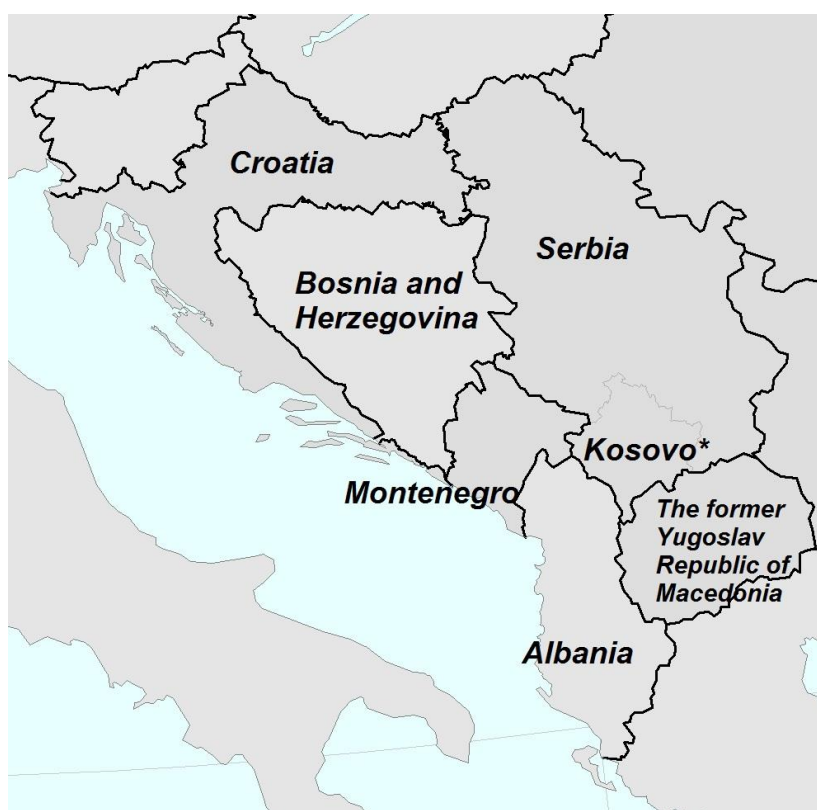 Croatia
Serbia
Bosnia and
Herzegovina
Kosovo*
Montenegro
The former
Yugoslav
Republic of
Macedonia
Albania